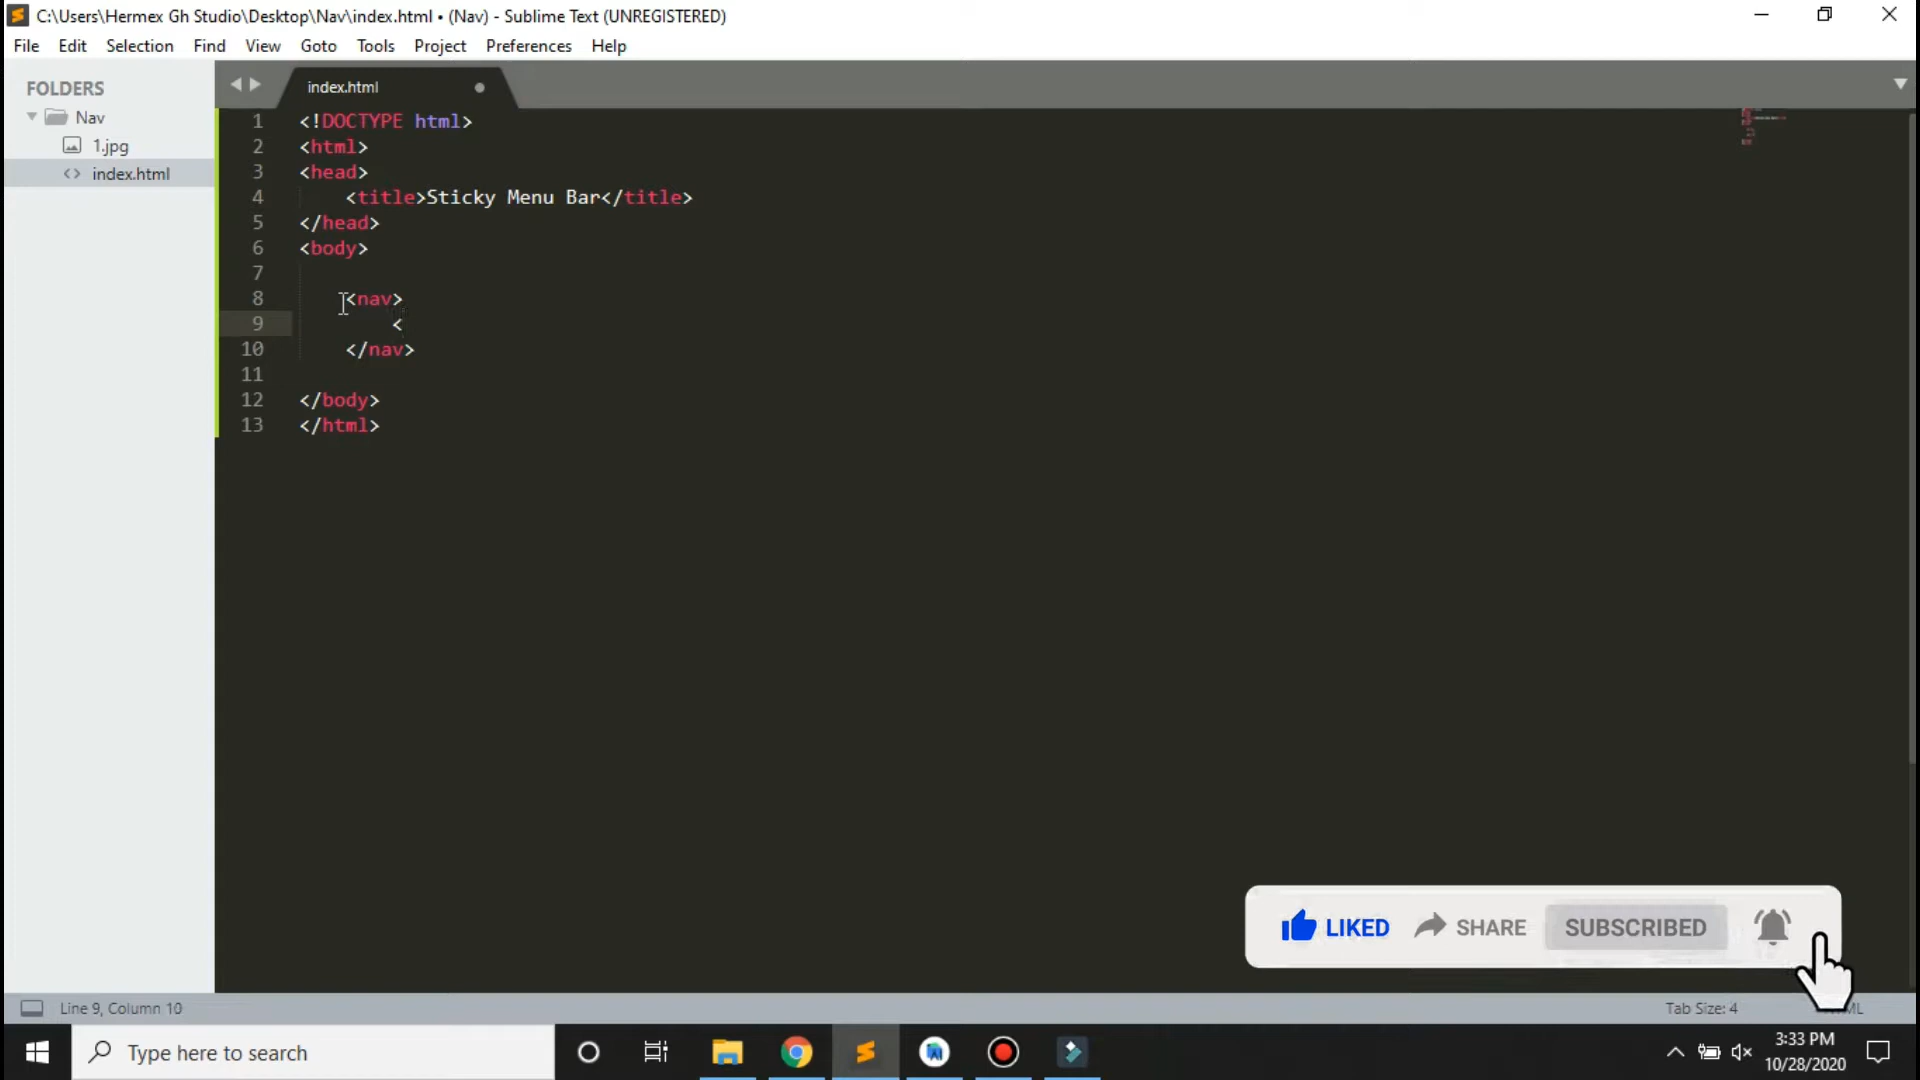 C:\Users\Hermex Gh Studio\Desktop\Nav\index.html • (Nav) - Sublime Text (UNREGISTERED)
File Edit Selection Find View Goto Tools Project Preferences Help
FOLDERS
Nav
1.jpg
index.html
index.html
1 <!DOCTYPE html>
2 <html>
3 <head>
4 <title>Sticky Menu Bar</title>
5 </head>
6 <body>
7
8 <nav>
9 <
10 </nav>
11
12 </body>
13 </html>
LIKED SHARE SUBSCRIBED
Line 9, Column 10
Tab Size: 4
Type here to search
3:33 PM
10/28/2020